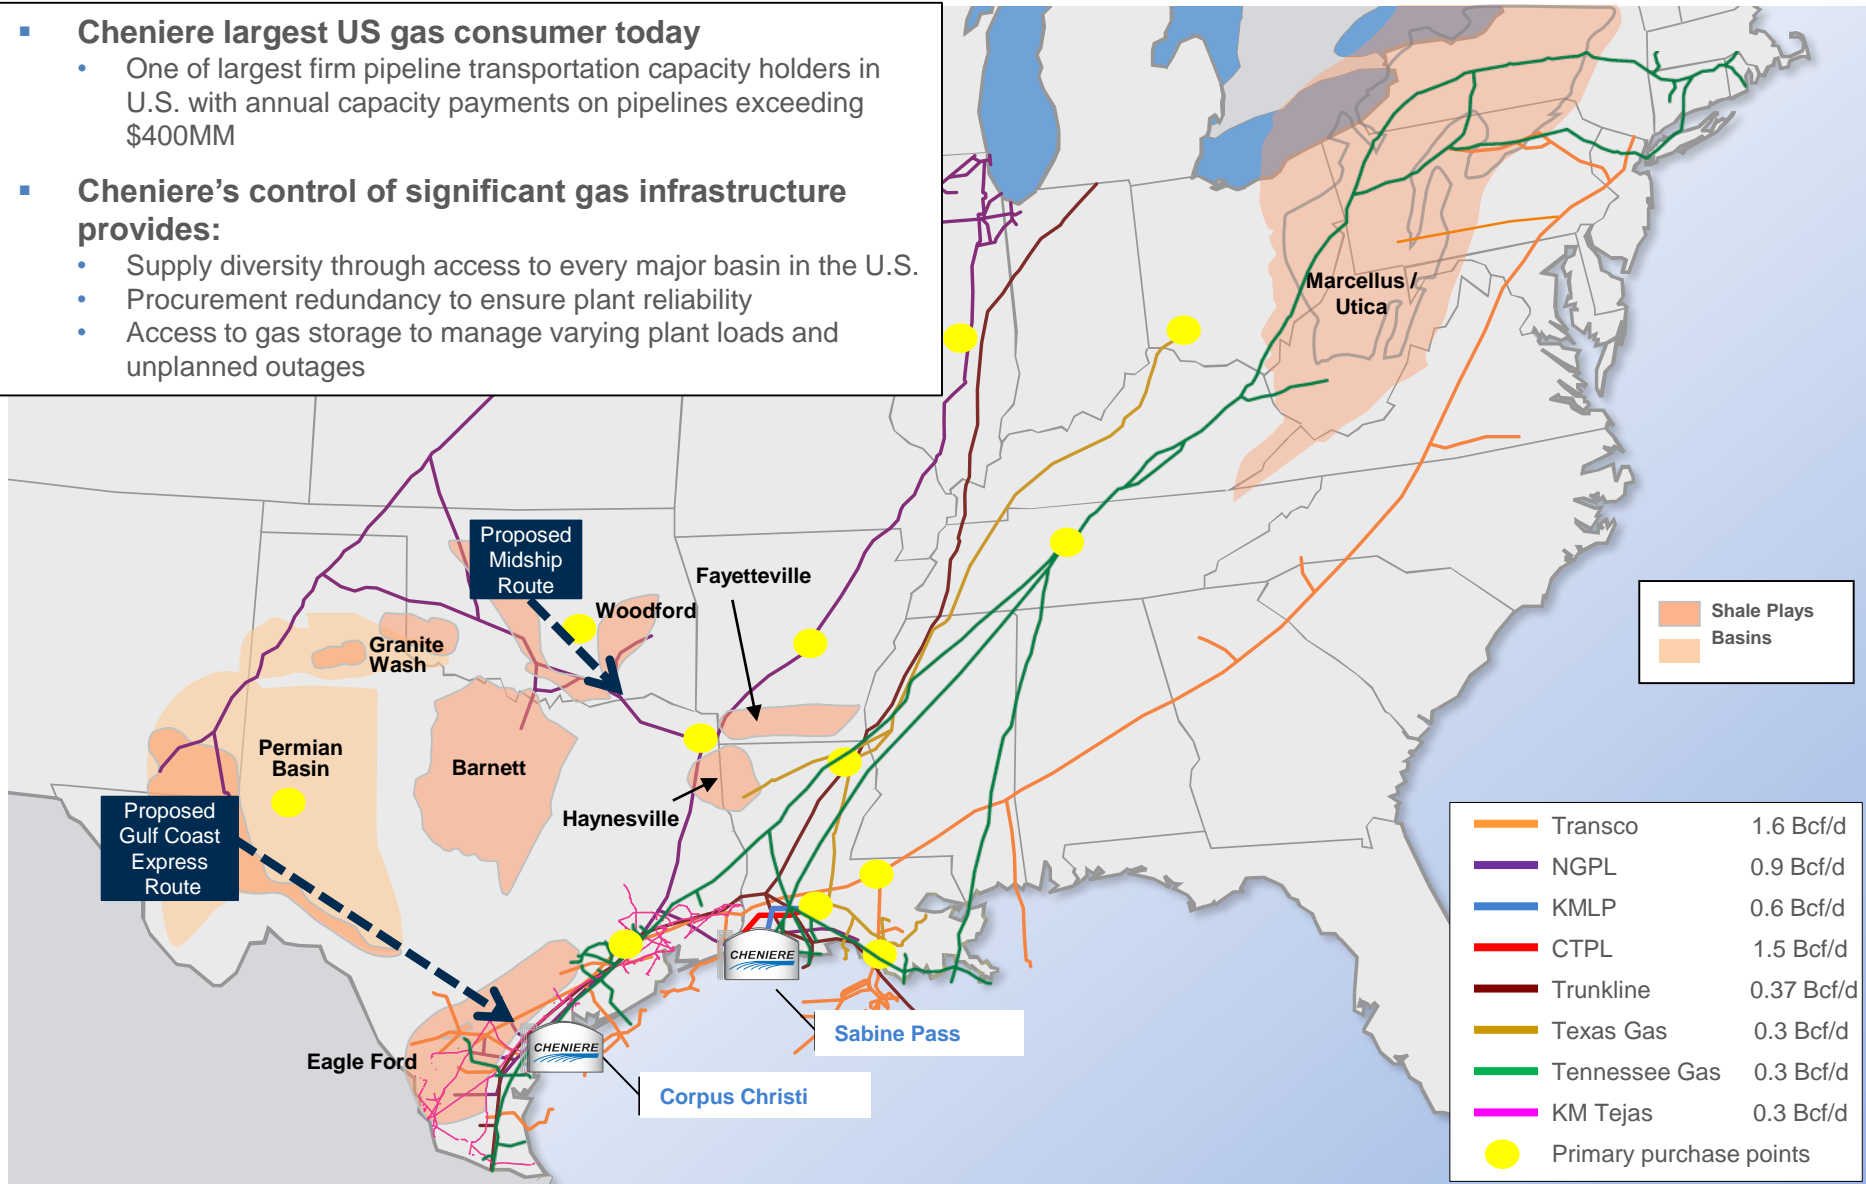 ▪ Cheniere largest US gas consumer today
• One of largest firm pipeline transportation capacity holders in
U.S. with annual capacity payments on pipelines exceeding
$400MM
▪ Cheniere’s control of significant gas infrastructure
provides:
• Supply diversity through access to every major basin in the U.S.
• Procurement redundancy to ensure plant reliability
• Access to gas storage to manage varying plant loads and
unplanned outages
Marcellus /
Utica
Proposed
Midship
Route
Fayetteville
Woodford
Granite
Wash
Permian
Basin
Barnett
Haynesville
Proposed
Gulf Coast
Express
Route
Eagle Ford
CHENIERE
CHENIERE
Sabine Pass
Corpus Christi
Shale Plays
Basins
Transco 1.6 Bcf/d
NGPL 0.9 Bcf/d
KMLP 0.6 Bcf/d
CTPL 1.5 Bcf/d
Trunkline 0.37 Bcf/d
Texas Gas 0.3 Bcf/d
Tennessee Gas 0.3 Bcf/d
KM Tejas 0.3 Bcf/d
Primary purchase points